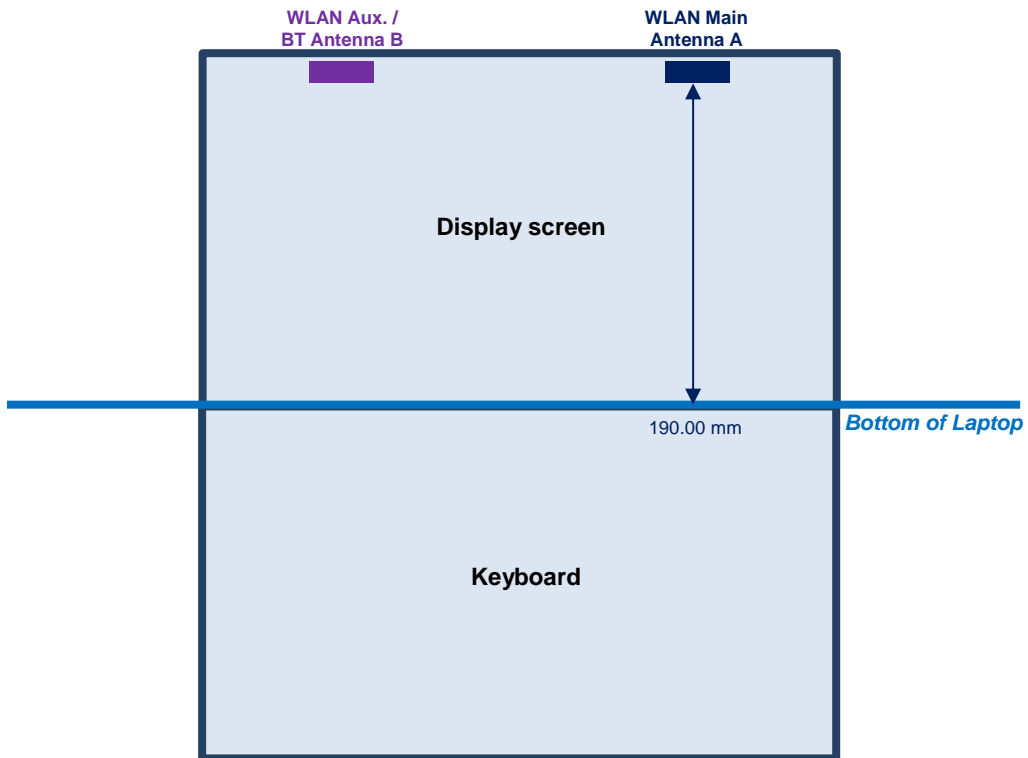 WLAN Aux. /
BT Antenna B
WLAN Main
Antenna A
Display screen
190.00 mm
Bottom of Laptop
Keyboard